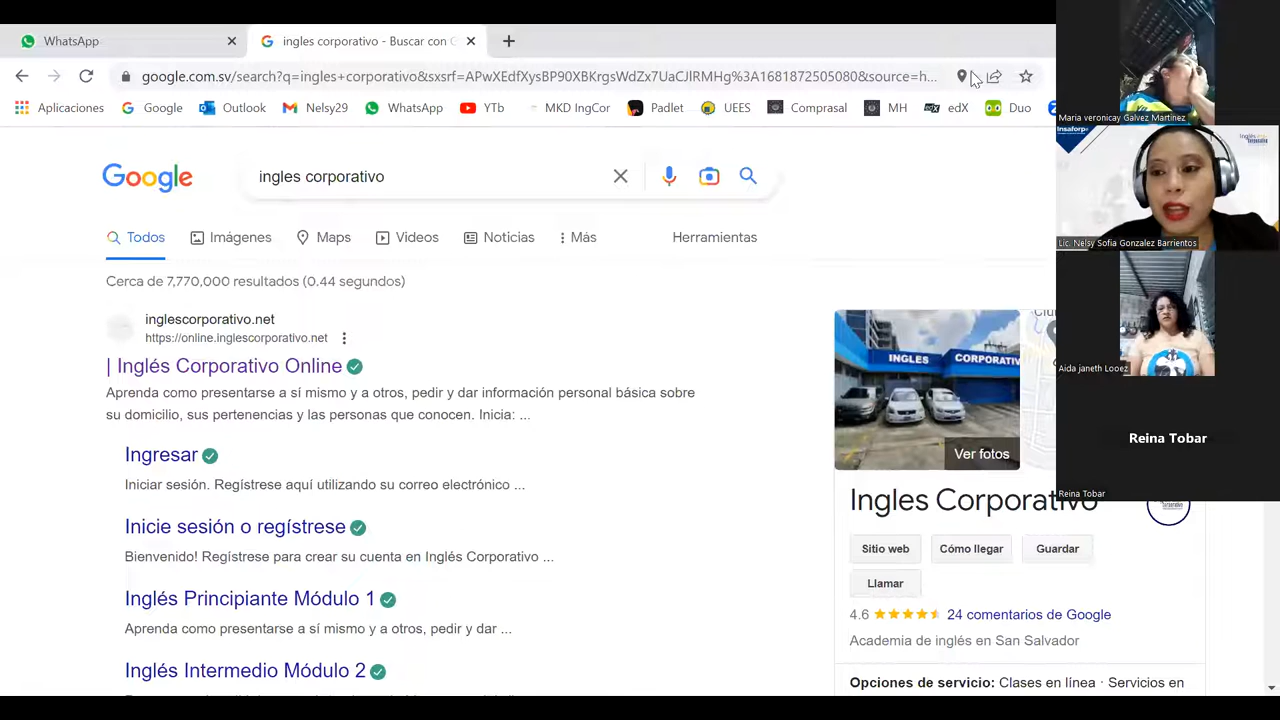 WhatsApp
ingles corporativo - Buscar con G
google.com.sv/search?q=ingles+corporativo&sxsrf=APwXEdfXysBP90XBKrgsWdZx7UaCJlRMHg%3A1681872505080&source=h...
Aplicaciones Google Outlook Nelsy29 WhatsApp YTb MKD IngCor Padlet UEES Comprasal MH edX Duo
Google
ingles corporativo
Todos Imágenes Maps Videos Noticias Más Herramientas
Cerca de 7,770,000 resultados (0.44 segundos)
inglescorporativo.net
https://online.inglescorporativo.net
| Inglés Corporativo Online
Aprenda como presentarse a sí mismo y a otros, pedir y dar información personal básica sobre
su domicilio, sus pertenencias y las personas que conocen. Inicia: ...
Ingresar
Iniciar sesión. Regístrese aquí utilizando su correo electrónico ...
Inicie sesión o regístrese
Bienvenido! Regístrese para crear su cuenta en Inglés Corporativo ...
Inglés Principiante Módulo 1
Aprenda como presentarse a sí mismo y a otros, pedir y dar ...
Inglés Intermedio Módulo 2
INGLES CORPORATIV
Ver fotos
Ingles Corporativo
Sitio web Cómo llegar Guardar
Llamar
4.6 24 comentarios de Google
Academia de inglés en San Salvador
Opciones de servicio: Clases en línea · Servicios en
Maria veronicay Galvez Martinez
Insaforp
Lic. Nelsy Sofia Gonzalez Barrientos
Aida janeth Looez
Reina Tobar
Reina Tobar